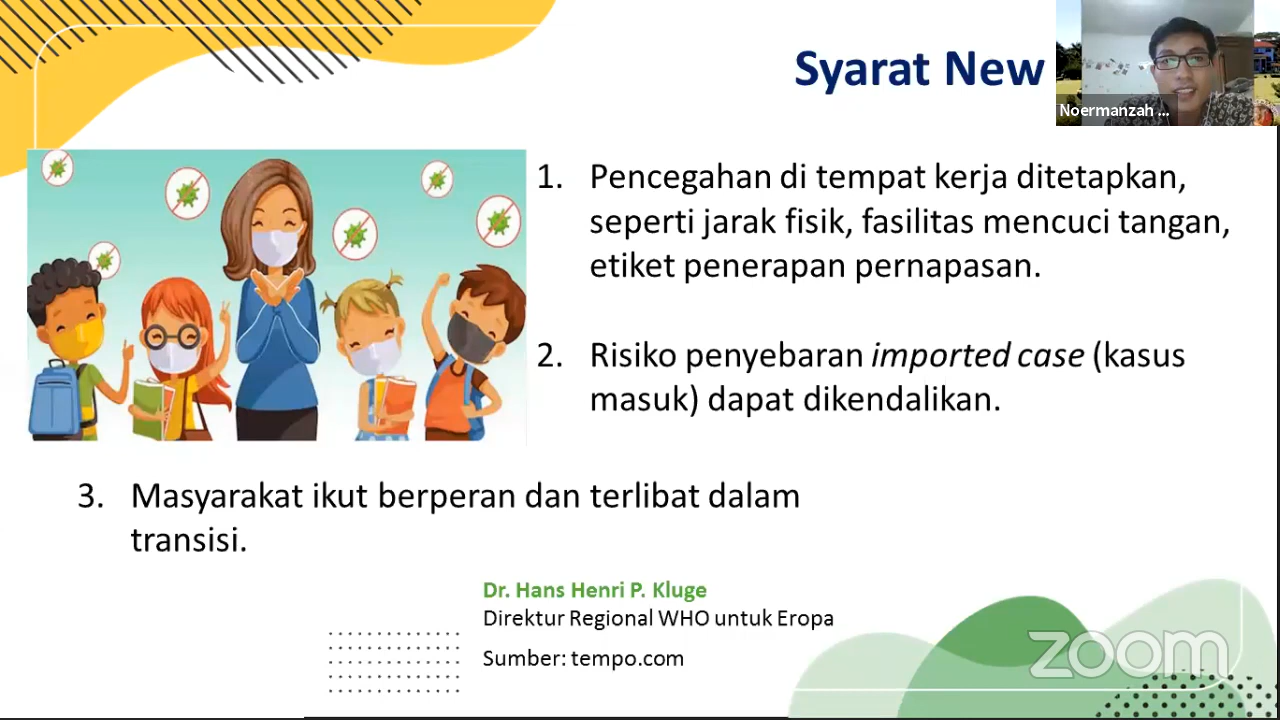 Syarat New
Noermanzah ...
1. Pencegahan di tempat kerja ditetapkan,
seperti jarak fisik, fasilitas mencuci tangan,
etiket penerapan pernapasan.
2. Risiko penyebaran imported case (kasus
masuk) dapat dikendalikan.
3. Masyarakat ikut berperan dan terlibat dalam
transisi.
Dr. Hans Henri P. Kluge
Direktur Regional WHO untuk Eropa
Sumber: tempo.com
zoom